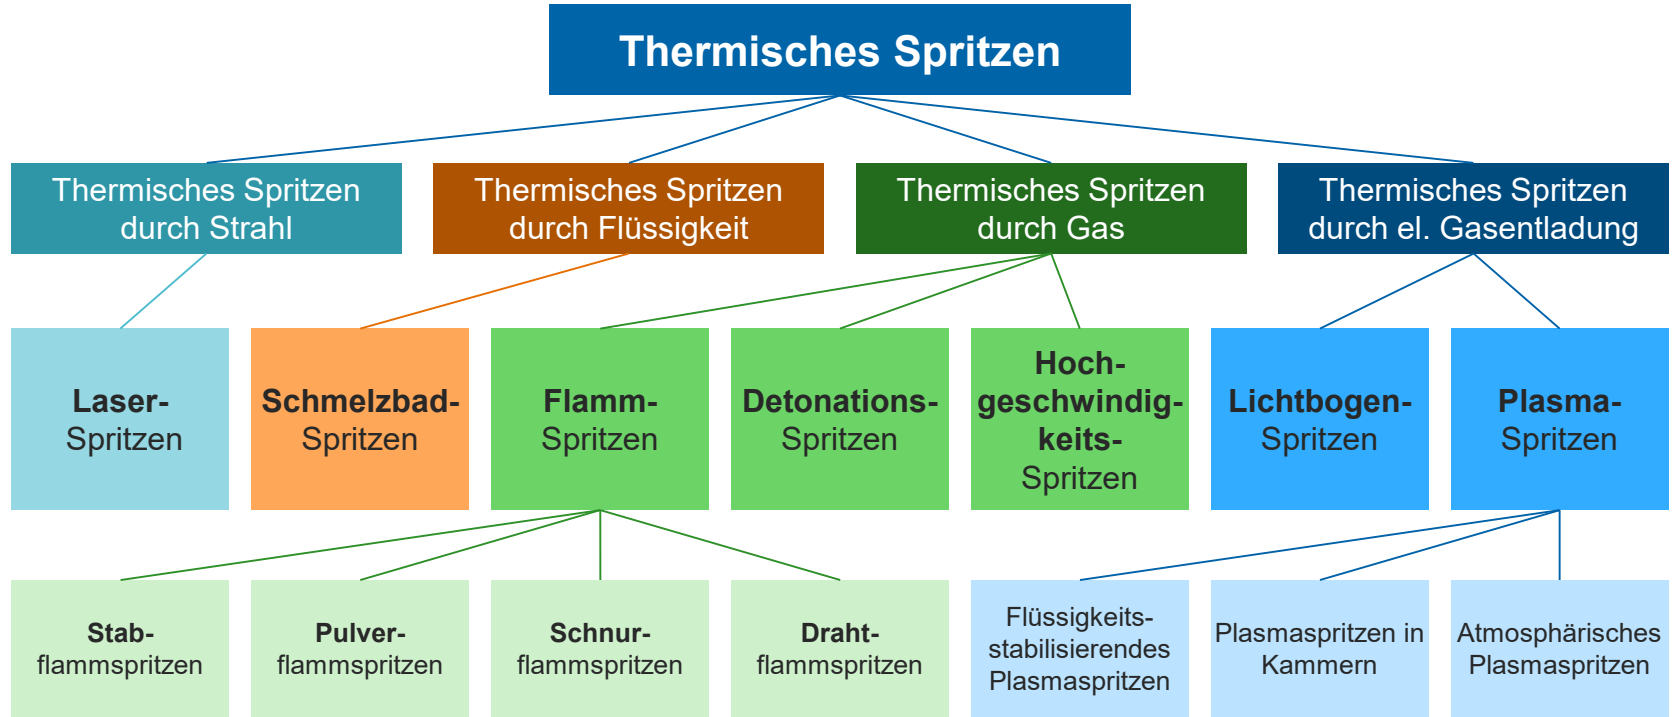 Thermisches Spritzen
Thermisches Spritzen
durch Strahl
Thermisches Spritzen
durch Flüssigkeit
Thermisches Spritzen
durch Gas
Thermisches Spritzen
durch el. Gasentladung
Laser-
Spritzen
Schmelzbad-
Spritzen
Flamm-
Spritzen
Detonations-
Spritzen
Hoch-
geschwindig-
keits-
Spritzen
Lichtbogen-
Spritzen
Plasma-
Spritzen
Stab-
flammspritzen
Pulver-
flammspritzen
Schnur-
flammspritzen
Draht-
flammspritzen
Flüssigkeits-
stabilisierendes
Plasmaspritzen
Plasmaspritzen in
Kammern
Atmosphärisches
Plasmaspritzen